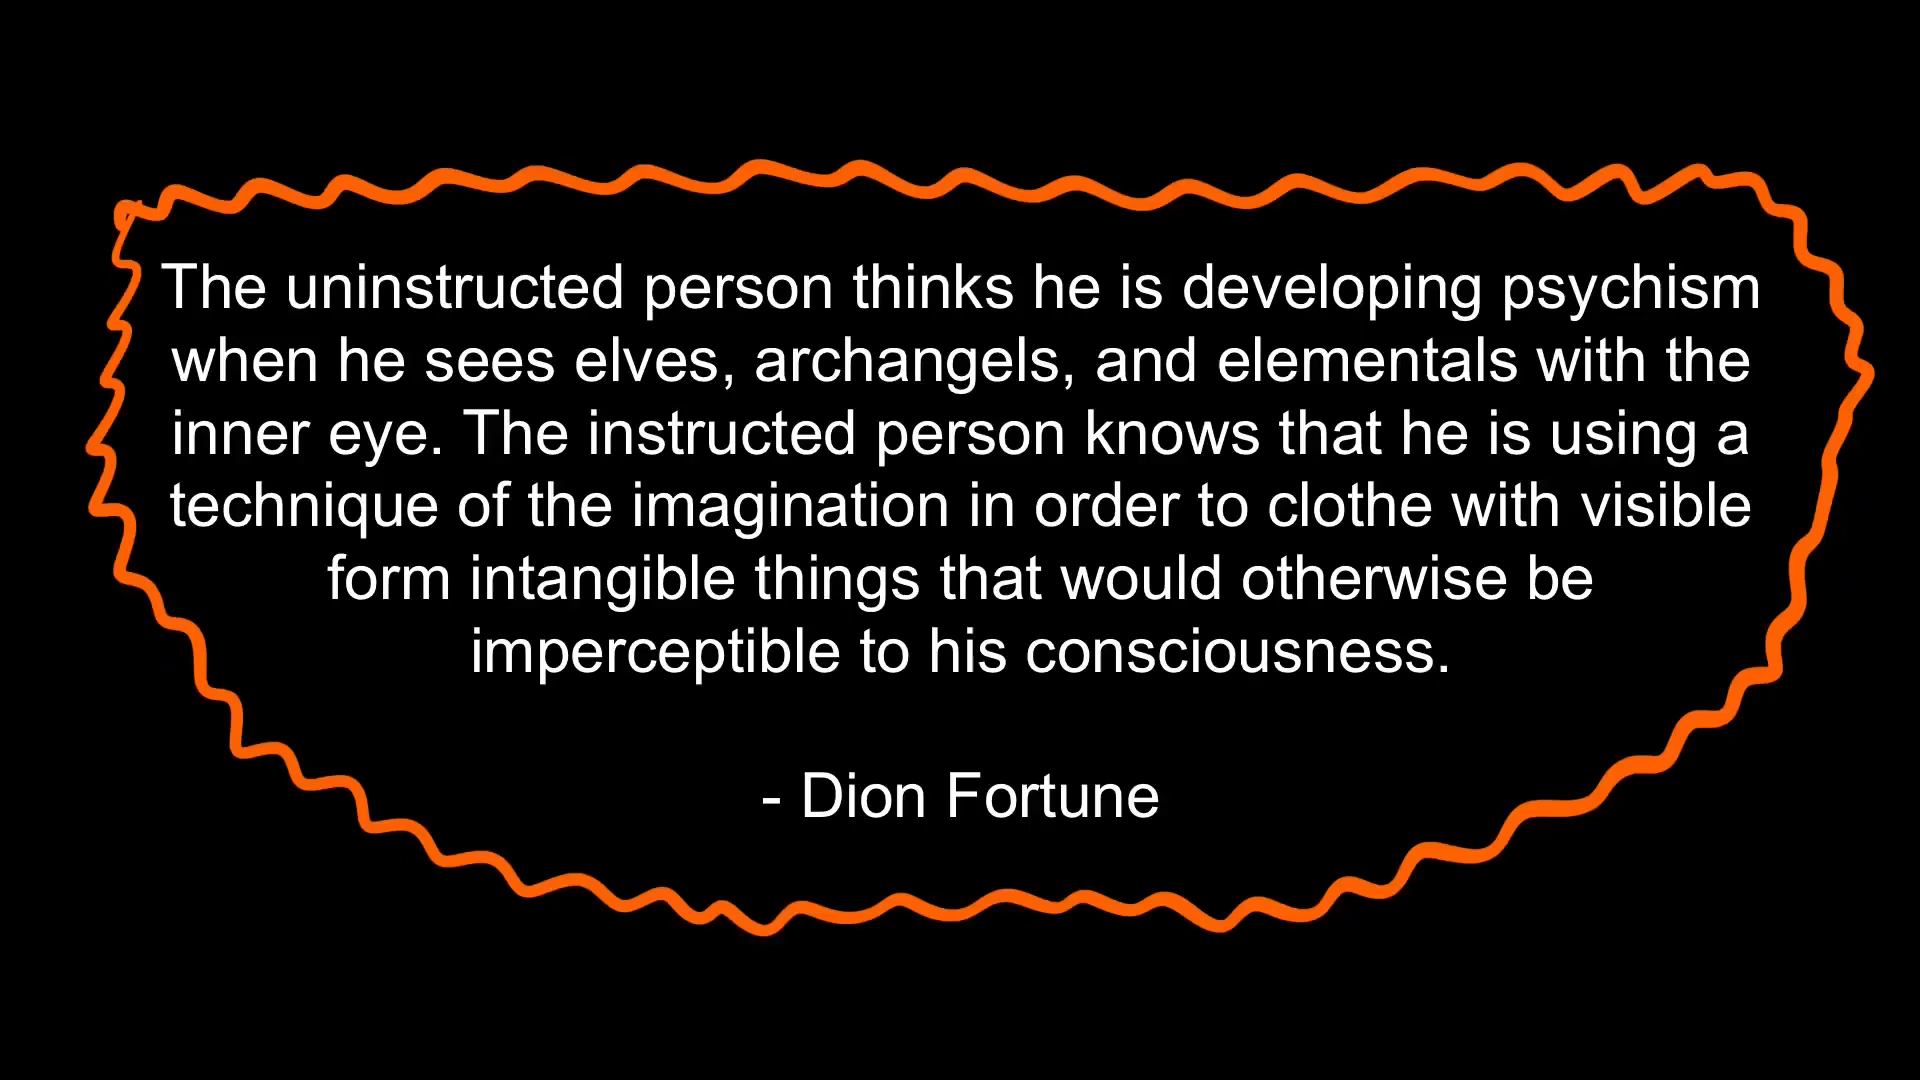 The uninstructed person thinks he is developing psychism
when he sees elves, archangels, and elementals with the
inner eye. The instructed person knows that he is using a
technique of the imagination in order to clothe with visible
form intangible things that would otherwise be
imperceptible to his consciousness.
- Dion Fortune